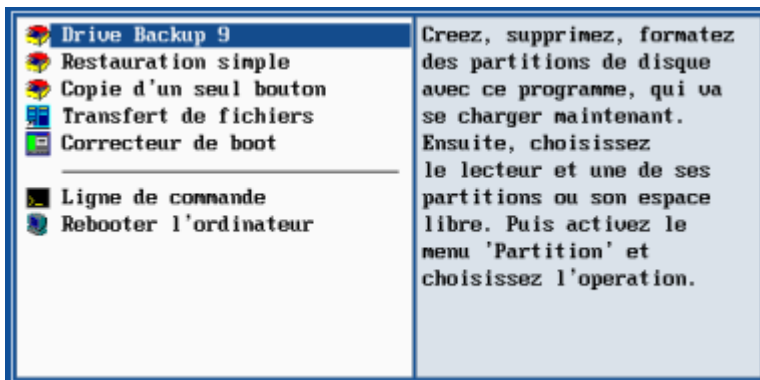 Drive Backup 9
Restauration simple
Copie d'un seul bouton
Transfert de fichiers
Correcteur de boot
Ligne de commande
Rebooter l'ordinateur
Creez, supprimez, formatez
des partitions de disque
avec ce programme, qui va
se charger maintenant.
Ensuite, choisissez
le lecteur et une de ses
partitions ou son espace
libre. Puis activez le
menu 'Partition' et
choisissez l'operation.